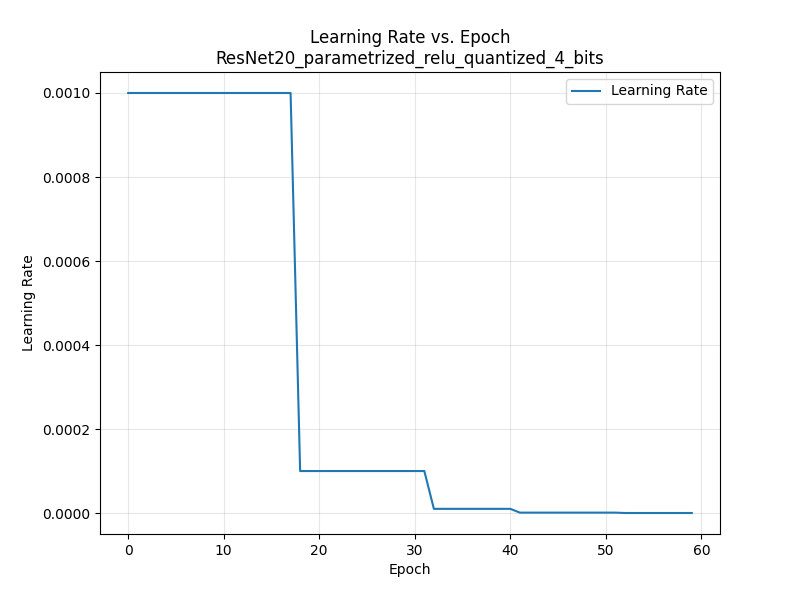 Learning Rate vs. Epoch
ResNet20_parametrized_relu_quantized_4_bits
Learning Rate
0.0010
0.0008
0.0006
0.0004
0.0002
0.0000
Learning Rate
0 10 20 30 40 50 60
Epoch